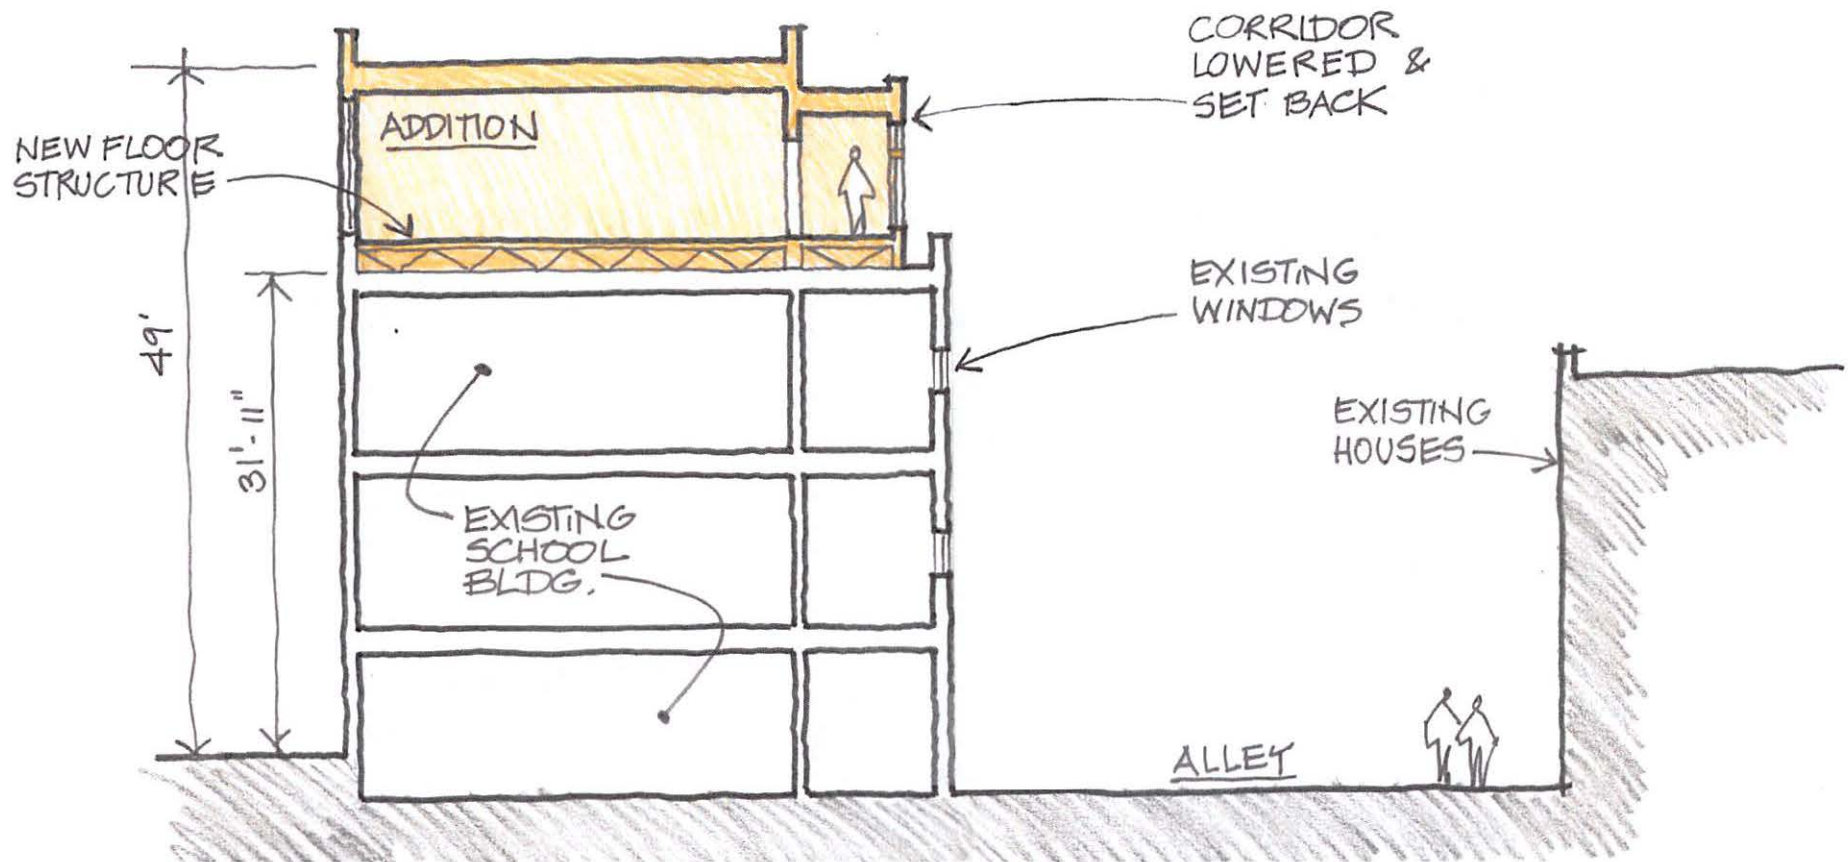 CORRIDOR
LOWERED &
SET BACK
ADDITION
NEW FLOOR
STRUCTURE
EXISTING
WINDOWS
49'
31'-11"
EXISTING
HOUSES
EXISTING
SCHOOL
BLDG.
ALLEY